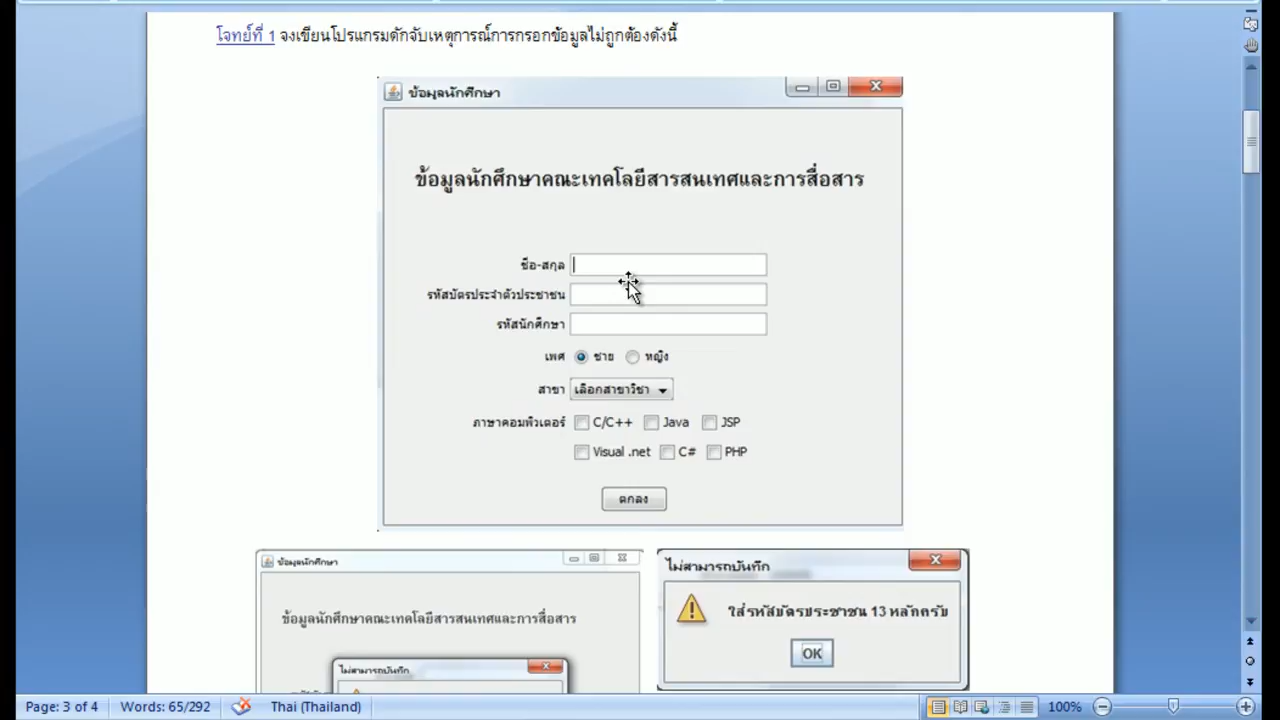 โจทย์ที่ 1 จงเขียนโปรแกรมดักจับเหตุการณ์การกรอกข้อมูลไม่ถูกต้องดังนี้
ข้อมูลนักศึกษา
ข้อมูลนักศึกษาคณะเทคโลยีสารสนเทศและการสื่อสาร
ชื่อ-สกุล
รหัสบัตรประจำตัวประชาชน
รหัสนักศึกษา
เพศ ชาย หญิง
สาขา เลือกสาขาวิชา
ภาษาคอมพิวเตอร์ C/C++ Java JSP
Visual .net C# PHP
ตกลง
ข้อมูลนักศึกษา
ข้อมูลนักศึกษาคณะเทคโลยีสารสนเทศและการสื่อสาร
ไม่สามารถบันทึก
ไม่สามารถบันทึก
ใส่รหัสบัตรประชาชน 13 หลักครับ
OK
Page: 3 of 4 Words: 65/292 Thai (Thailand) 100%